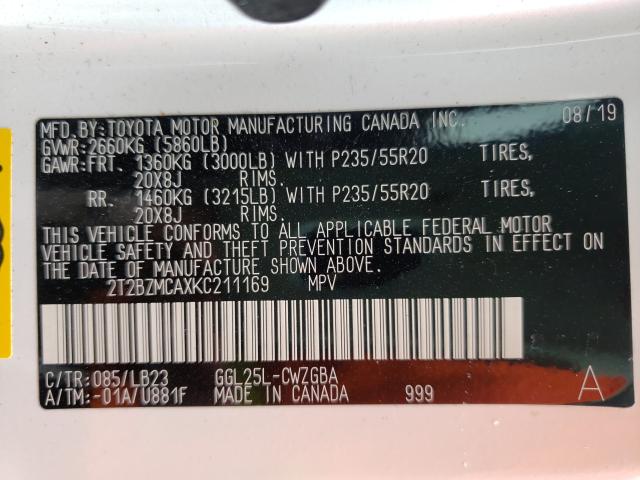 MFD.BY:TOYOTA MOTOR MANUFACTURING CANADA INC. 08/19
GVWR:2660KG (5860LB)
GAWR:FRT. 1360KG (3000LB) WITH P235/55R20 TIRES,
20X8J RIMS.
RR. 1460KG (3215LB) WITH P235/55R20 TIRES,
20X8J RIMS.
THIS VEHICLE CONFORMS TO ALL APPLICABLE FEDERAL MOTOR
VEHICLE SAFETY AND THEFT PREVENTION STANDARDS IN EFFECT ON
THE DATE OF MANUFACTURE SHOWN ABOVE.
2T2BZMCAXKC211169 MPV
C/TR:085/LB23 GGL25L-CWZGBA
A/TM:-01A/U881F MADE IN CANADA 999 A